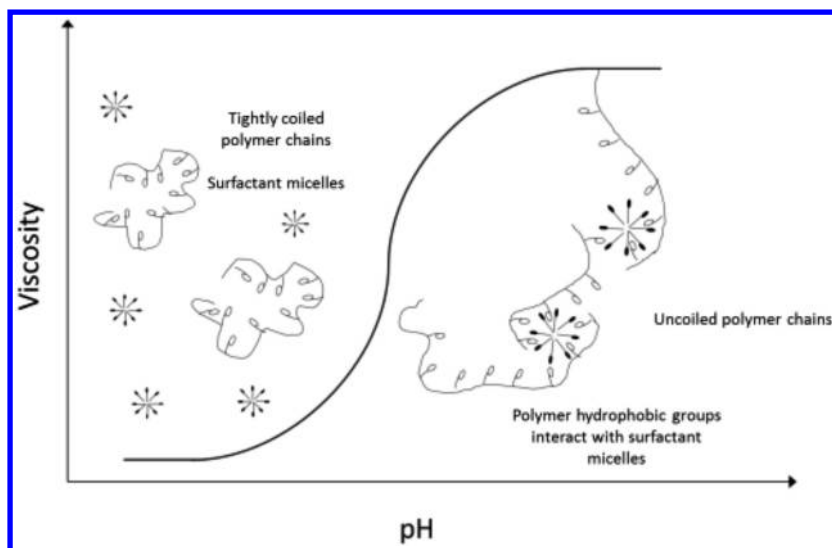 Tightly coiled
polymer chains
Surfactant micelles
Viscosity
Uncoiled polymer chains
Polymer hydrophobic groups
interact with surfactant
micelles
pH